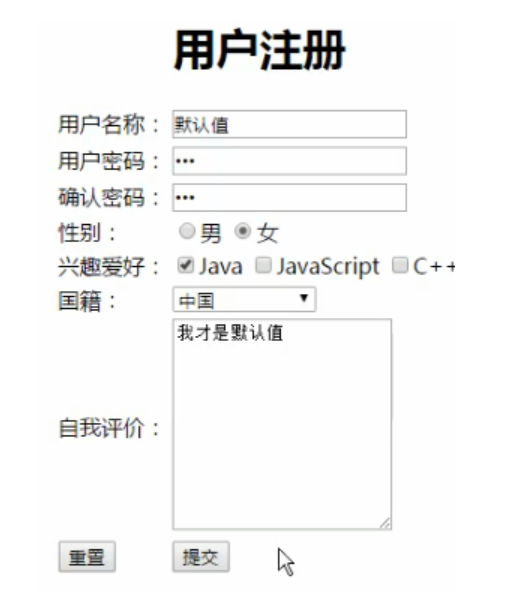 用户注册
用户名称：默认值
用户密码：•••
确认密码：•••
性别：男 女
兴趣爱好：Java JavaScript C++
国籍：中国
我才是默认值
自我评价：
重置 提交